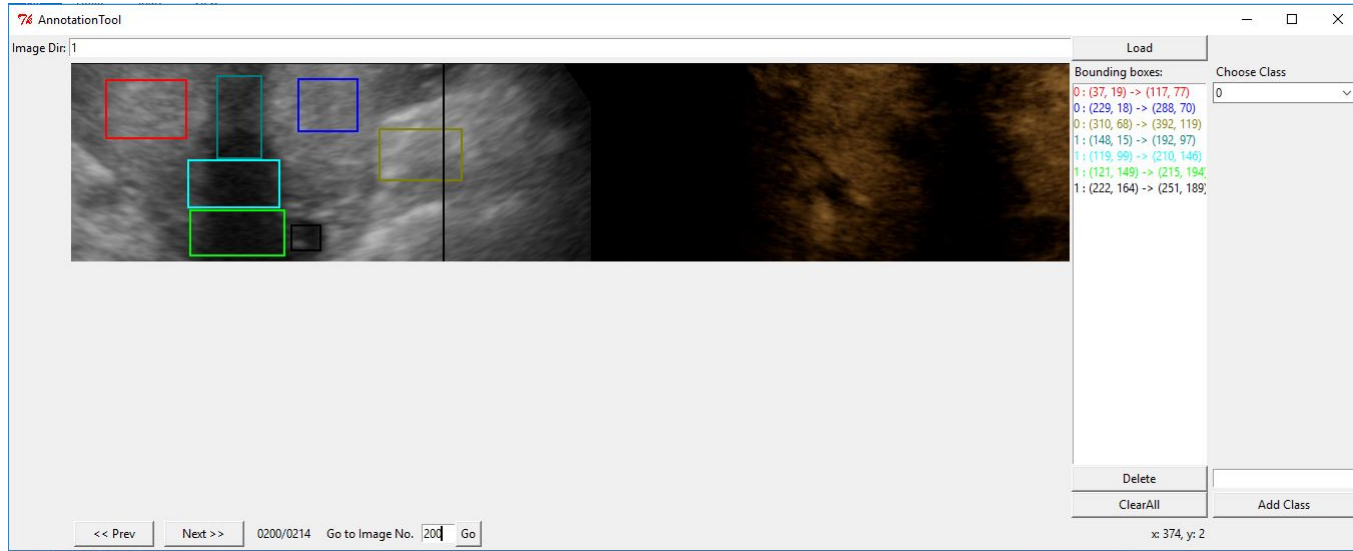 AnnotationTool
Image Dir: 1
Load
Bounding boxes:
Choose Class
0 : (37, 19) -> (117, 77)
0
0 : (229, 18) -> (288, 70)
0 : (310, 68) -> (392, 119)
1 : (148, 15) -> (192, 97)
1 : (119, 99) -> (210, 146)
1 : (121, 149) -> (215, 194)
1 : (222, 164) -> (251, 189)
Delete
ClearAll
Add Class
<< Prev
Next >>
0200/0214
Go to Image No. 200
Go
x: 374, y: 2